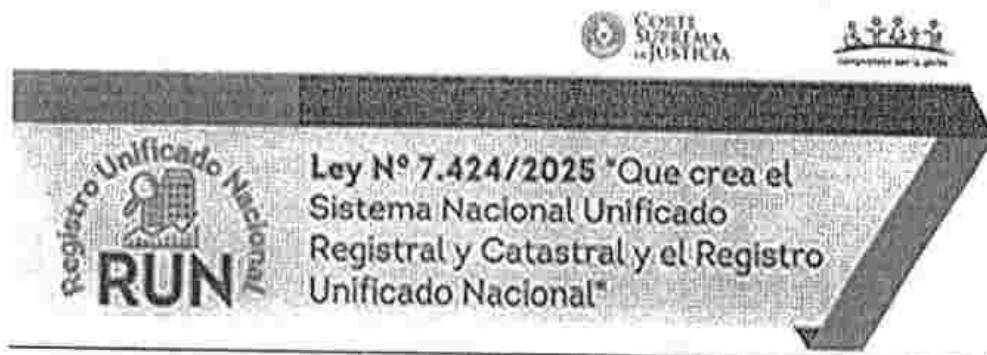 CORTE
SUPREMA
DE JUSTICIA
Registro Unificado Nacional
RUN
Ley Nº 7.424/2025 "Que crea el
Sistema Nacional Unificado
Registral y Catastral y el Registro
Unificado Nacional"